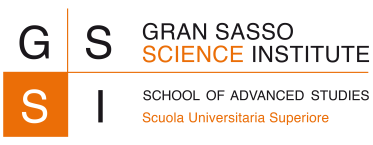 G S
S I
GRAN SASSO
SCIENCE INSTITUTE
SCHOOL OF ADVANCED STUDIES
Scuola Universitaria Superiore